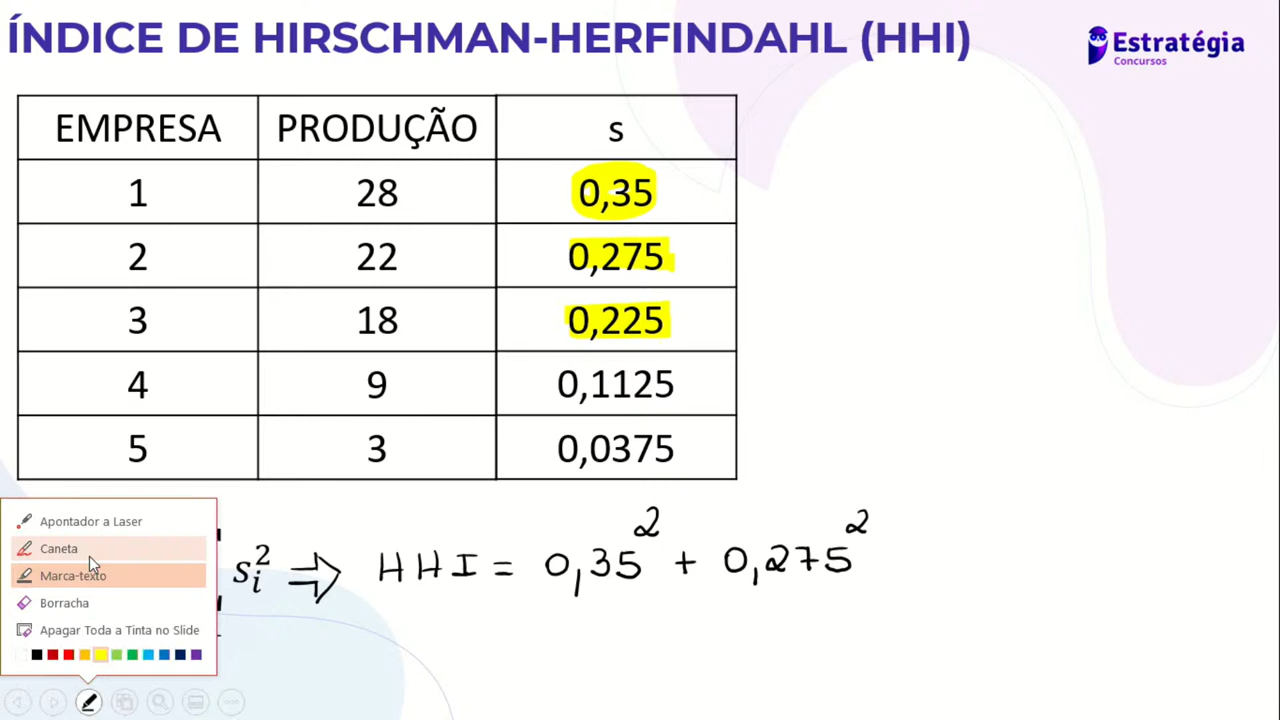 ÍNDICE DE HIRSCHMAN-HERFINDAHL (HHI)
Estratégia
Concursos
EMPRESA PRODUÇÃO s
1 28 0,35
2 22 0,275
3 18 0,225
4 9 0,1125
5 3 0,0375
Apontador a Laser
Caneta
Marca-texto
Borracha
Apagar Toda a Tinta no Slide
s_i^2 ⇒ HHI = 0,35^2 + 0,275^2